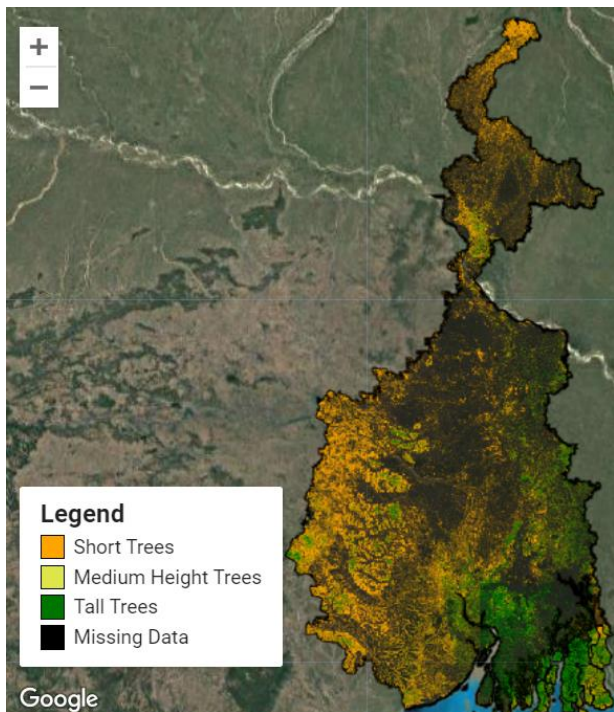 +
−
Legend
Short Trees
Medium Height Trees
Tall Trees
Missing Data
Google